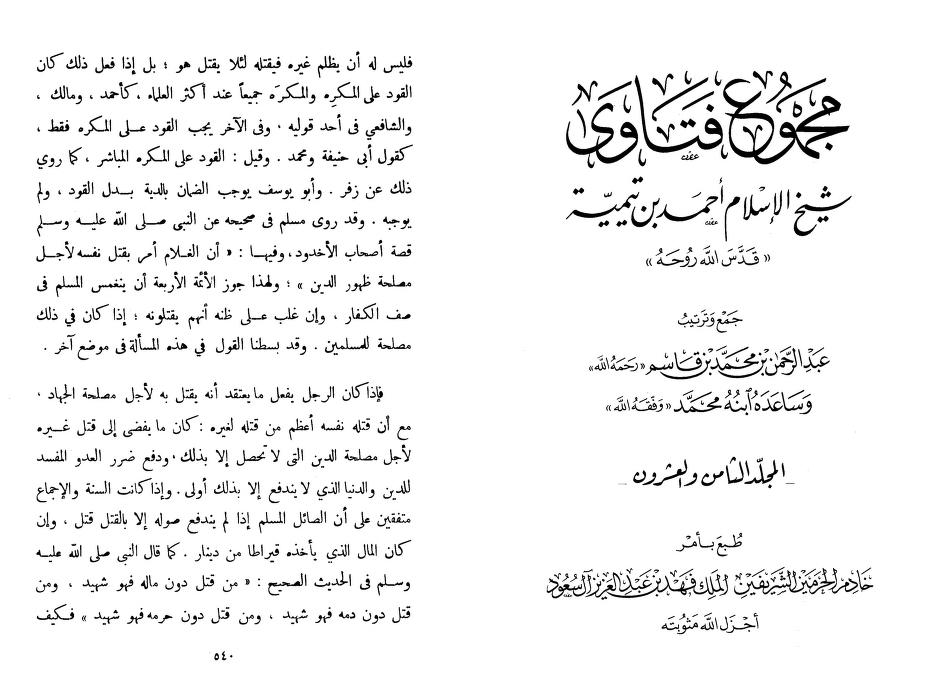 مجموع فتاوى
شيخ الإسلام أحمد بن تيمية
« قدس الله روحه »
جمع وترتيب
عبد الرحمن بن محمد بن قاسم « رحمه الله »
وساعده ابنه محمد « وفقه الله »
المجلد الثامن والعشرون
طبع بأمر
خادم الحرمين الشريفين الملك فهد بن عبد العزيز آل سعود
أجزل الله مثوبته
فليس له أن يظلم غيره فيقتله لئلا يقتل هو ؛ بل إذا فعل ذلك كان
القود على المكرِه والمكرَه جميعاً عند أكثر العلماء ، كأحمد ، ومالك ،
والشافعي فى أحد قوليه ، وفى الآخر يجب القود على المكره فقط ،
كقول أبى حنيفة ومحمد . وقيل : القود على المكره المباشر ، كما روي
ذلك عن زفر . وأبو يوسف يوجب الضمان بالدية بدل القود ، ولم
يوجبه . وقد روى مسلم فى صحيحه عن النبي صلى الله عليه وسلم
قصة أصحاب الأخدود ، وفيها : « أن الغلام أمر بقتل نفسه لأجل
مصلحة ظهور الدين » ؛ ولهذا جوز الأئمة الأربعة أن ينغمس المسلم فى
صف الكفار ، وإن غلب على ظنه أنهم يقتلونه ؛ إذا كان في ذلك
مصلحة للمسلمين . وقد بسطنا القول في هذه المسألة فى موضع آخر .
فإذا كان الرجل يفعل ما يعتقد أنه يقتل به لأجل مصلحة الجهاد ،
مع أن قتله نفسه أعظم من قتله لغيره : كان ما يفضى إلى قتل غيره
لأجل مصلحة الدين التى لا تحصل إلا بذلك ، ودفع ضرر العدو المفسد
للدين والدنيا الذي لا يندفع إلا بذلك أولى . وإذا كانت السنة والإجماع
متفقين على أن الصائل المسلم إذا لم يندفع صوله إلا بالقتل قتل ، وإن
كان المال الذي يأخذه قيراطا من دينار . كما قال النبي صلى الله عليه
وسلم فى الحديث الصحيح : « من قتل دون ماله فهو شهيد ، ومن
قتل دون دمه فهو شهيد ، ومن قتل دون حرمه فهو شهيد » فكيف
٥٤٠